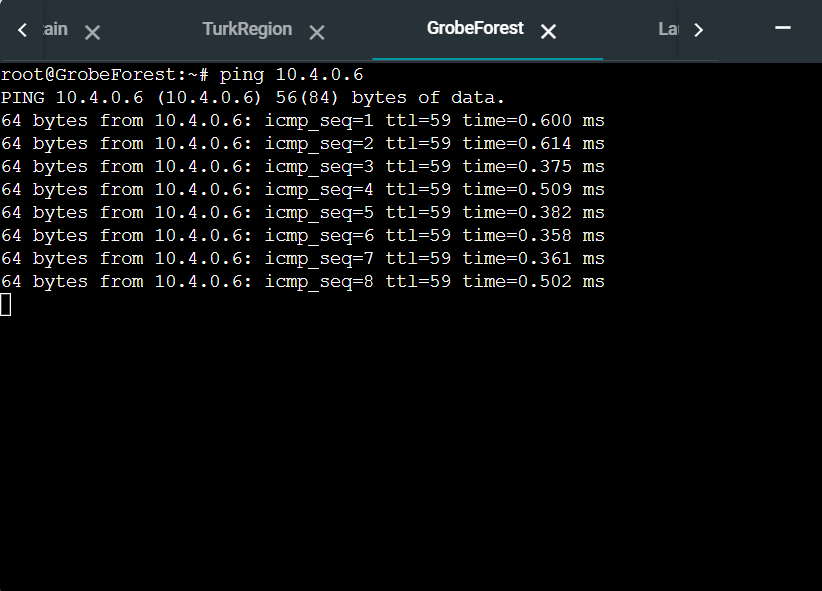 ain TurkRegion GrobeForest La
root@GrobeForest:~# ping 10.4.0.6
PING 10.4.0.6 (10.4.0.6) 56(84) bytes of data.
64 bytes from 10.4.0.6: icmp_seq=1 ttl=59 time=0.600 ms
64 bytes from 10.4.0.6: icmp_seq=2 ttl=59 time=0.614 ms
64 bytes from 10.4.0.6: icmp_seq=3 ttl=59 time=0.375 ms
64 bytes from 10.4.0.6: icmp_seq=4 ttl=59 time=0.509 ms
64 bytes from 10.4.0.6: icmp_seq=5 ttl=59 time=0.382 ms
64 bytes from 10.4.0.6: icmp_seq=6 ttl=59 time=0.358 ms
64 bytes from 10.4.0.6: icmp_seq=7 ttl=59 time=0.361 ms
64 bytes from 10.4.0.6: icmp_seq=8 ttl=59 time=0.502 ms